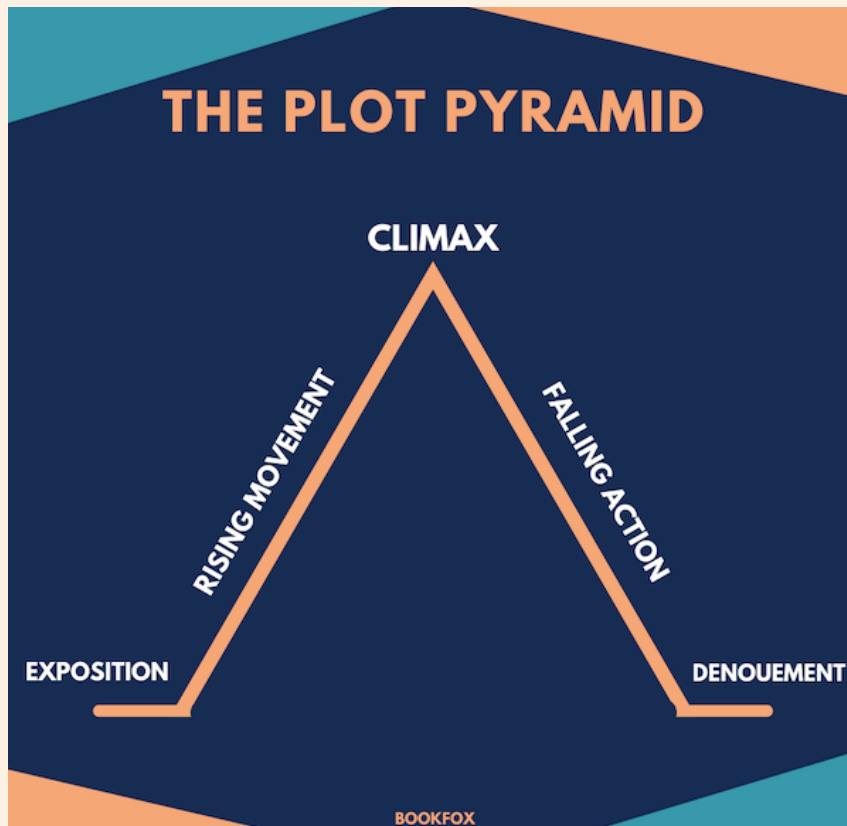 THE PLOT PYRAMID
CLIMAX
RISING MOVEMENT
FALLING ACTION
EXPOSITION
DENOUEMENT
BOOKFOX